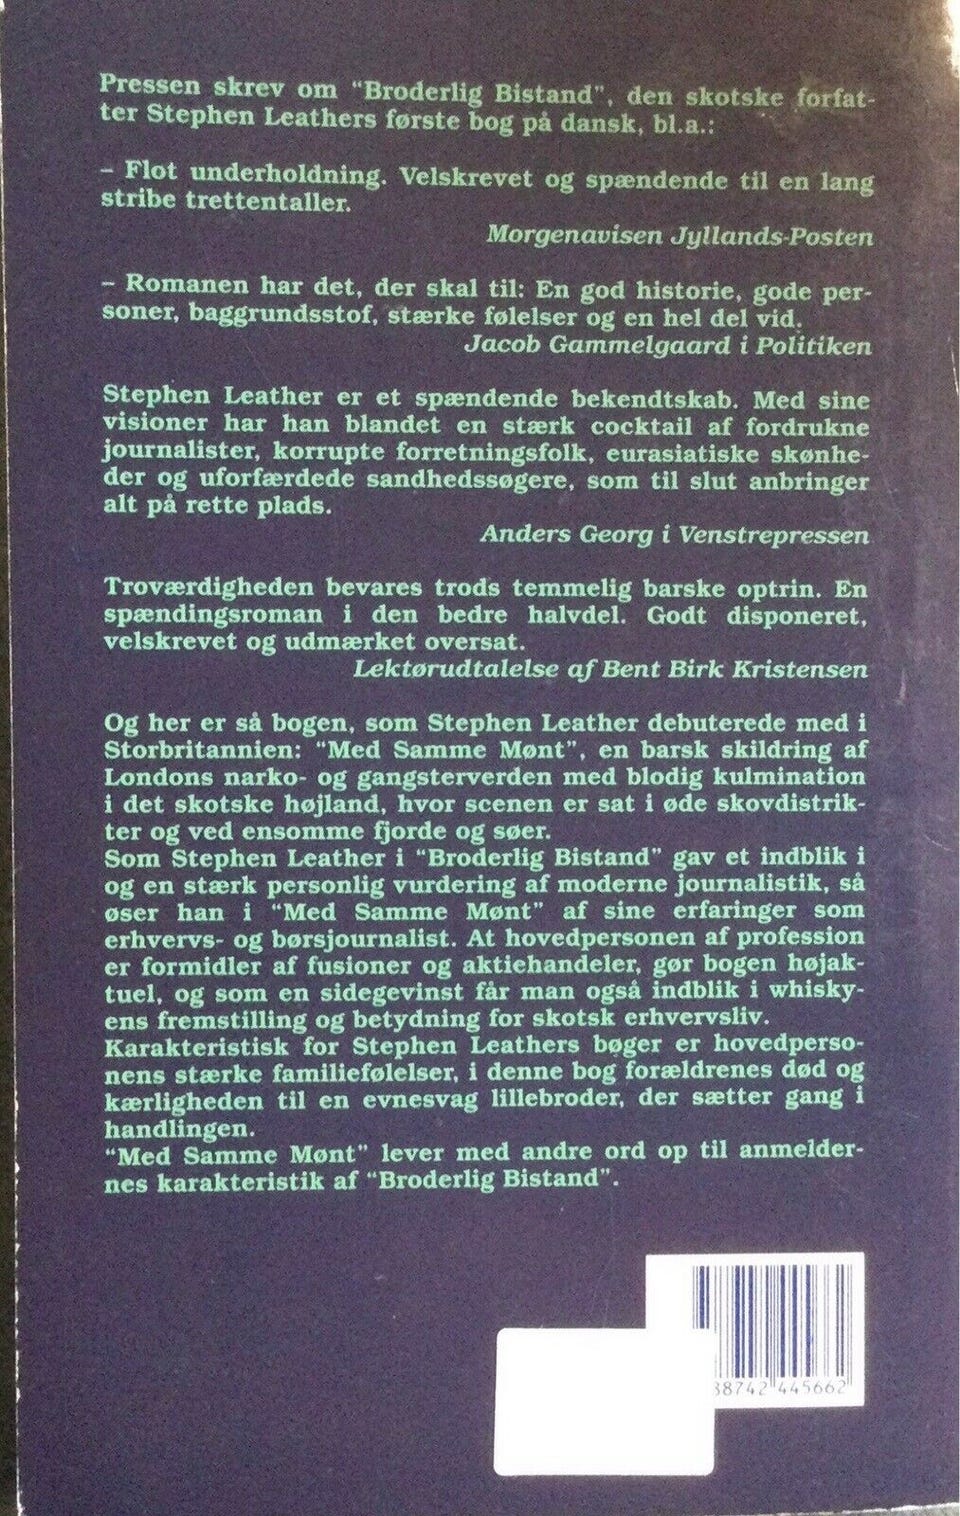 Pressen skrev om "Broderlig Bistand", den skotske forfat-
ter Stephen Leathers første bog på dansk, bl.a.:
– Flot underholdning. Velskrevet og spændende til en lang
stribe trettentaller.
Morgenavisen Jyllands-Posten
– Romanen har det, der skal til: En god historie, gode per-
soner, baggrundsstof, stærke følelser og en hel del vid.
Jacob Gammelgaard i Politiken
Stephen Leather er et spændende bekendtskab. Med sine
visioner har han blandet en stærk cocktail af fordrukne
journalister, korrupte forretningsfolk, eurasiatiske skønhe-
der og uforfærdede sandhedssøgere, som til slut anbringer
alt på rette plads.
Anders Georg i Venstrepressen
Troværdigheden bevares trods temmelig barske optrin. En
spændingsroman i den bedre halvdel. Godt disponeret,
velskrevet og udmærket oversat.
Lektørudtalelse af Bent Birk Kristensen
Og her er så bogen, som Stephen Leather debuterede med i
Storbritannien: "Med Samme Mønt", en barsk skildring af
Londons narko- og gangsterverden med blodig kulmination
i det skotske højland, hvor scenen er sat i øde skovdistrik-
ter og ved ensomme fjorde og søer.
Som Stephen Leather i "Broderlig Bistand" gav et indblik i
og en stærk personlig vurdering af moderne journalistik, så
øser han i "Med Samme Mønt" af sine erfaringer som
erhvervs- og børsjournalist. At hovedpersonen af profession
er formidler af fusioner og aktiehandeler, gør bogen højak-
tuel, og som en sidegevinst får man også indblik i whisky-
ens fremstilling og betydning for skotsk erhvervsliv.
Karakteristisk for Stephen Leathers bøger er hovedperso-
nens stærke familiefølelser, i denne bog forældrenes død og
kærligheden til en evnesvag lillebroder, der sætter gang i
handlingen.
"Med Samme Mønt" lever med andre ord op til anmelder-
nes karakteristik af "Broderlig Bistand".
88742 445662